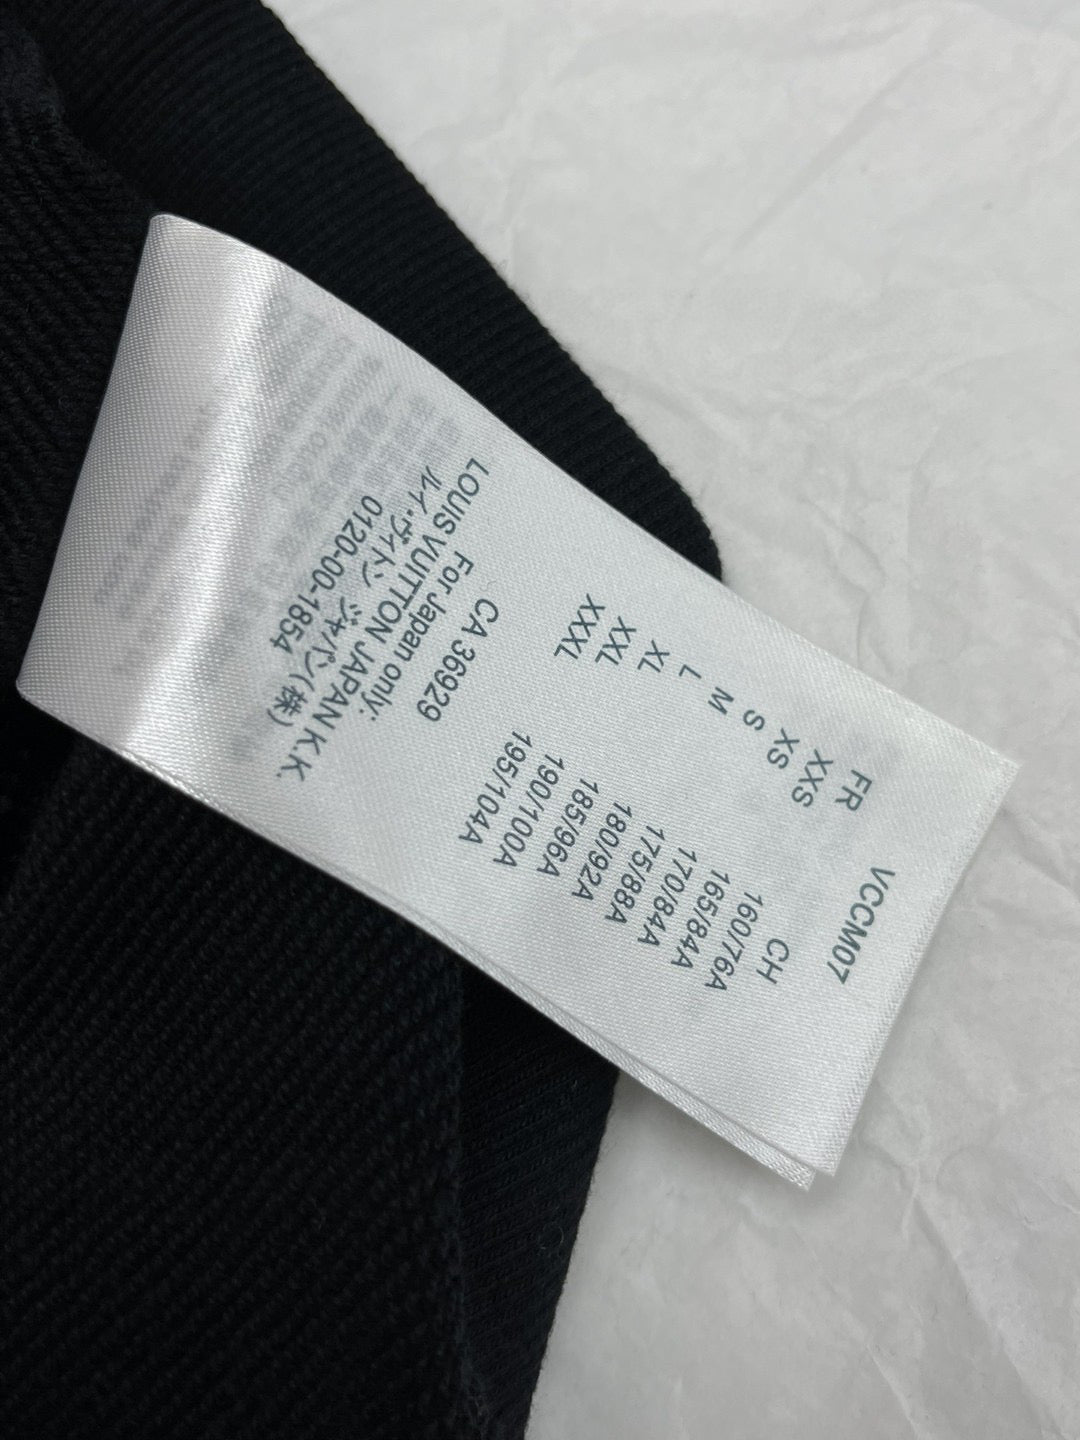 VCCM07
FR CH
XXS 160/76A
XS 165/84A
S 170/84A
M 175/88A
L 180/92A
XL 185/96A
XXL 190/100A
XXXL 195/104A
CA 36929
For Japan only:
LOUIS VUITTON JAPAN K.K.
ルイ・ヴィトン ジャパン(株)
0120-00-1854